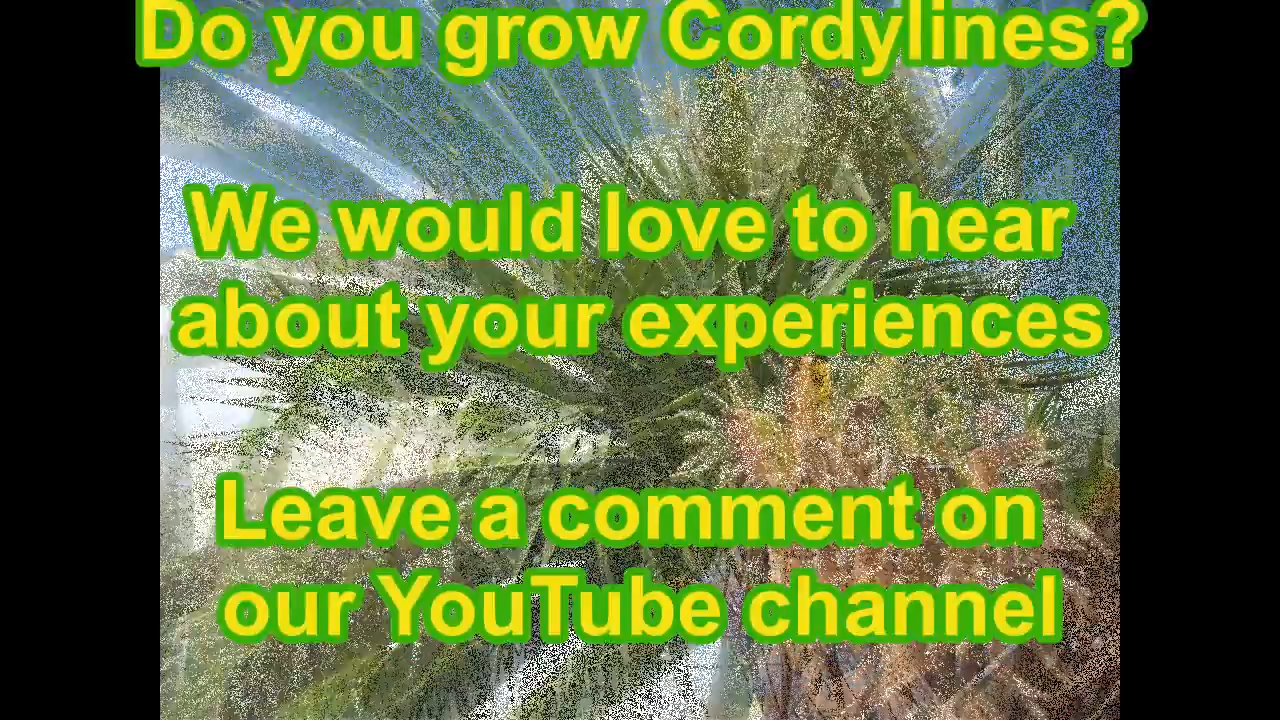 Do you grow Cordylines?
We would love to hear
about your experiences
Leave a comment on
our YouTube channel